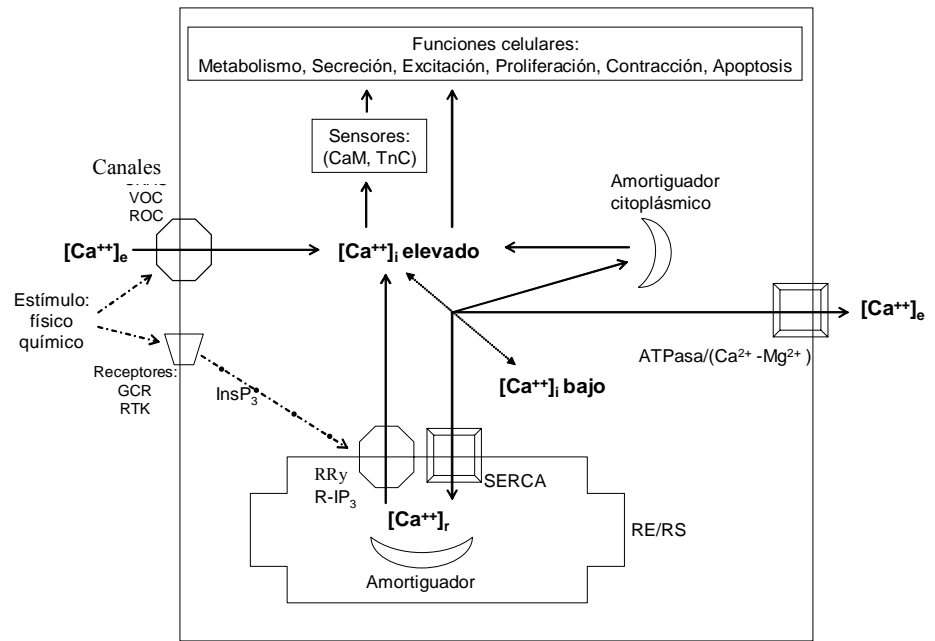 Funciones celulares:
Metabolismo, Secreción, Excitación, Proliferación, Contracción, Apoptosis
Sensores:
(CaM, TnC)
Canales
VOC
ROC
Amortiguador
citoplásmico
[Ca⁺⁺]ₑ
[Ca⁺⁺]ᵢ elevado
[Ca⁺⁺]ₑ
Estímulo:
físico
químico
ATPasa/(Ca²⁺ -Mg²⁺ )
Receptores:
GCR
RTK
InsP₃
[Ca⁺⁺]ᵢ bajo
RRy
R-IP₃
SERCA
[Ca⁺⁺]ᵣ
RE/RS
Amortiguador